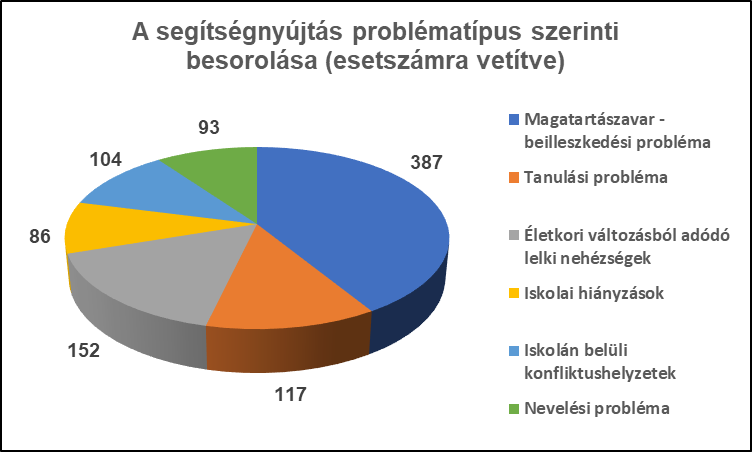 A segítségnyújtás problématípus szerinti
besorolása (esetszámra vetítve)
93
104
387
86
152
117
Magatartászavar -
beilleszkedési probléma
Tanulási probléma
Életkori változásból adódó
lelki nehézségek
Iskolai hiányzások
Iskolán belüli
konfliktushelyzetek
Nevelési probléma